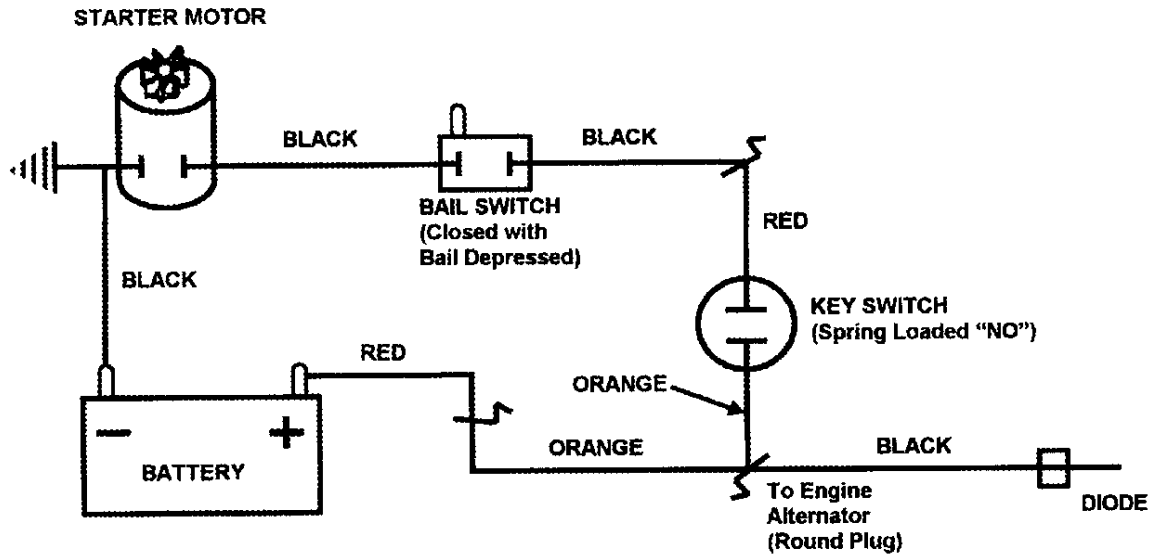 STARTER MOTOR
BLACK
BLACK
BAIL SWITCH
(Closed with
Bail Depressed)
RED
BLACK
KEY SWITCH
(Spring Loaded “NO”)
RED
ORANGE
BATTERY
ORANGE
BLACK
To Engine
Alternator
(Round Plug)
DIODE